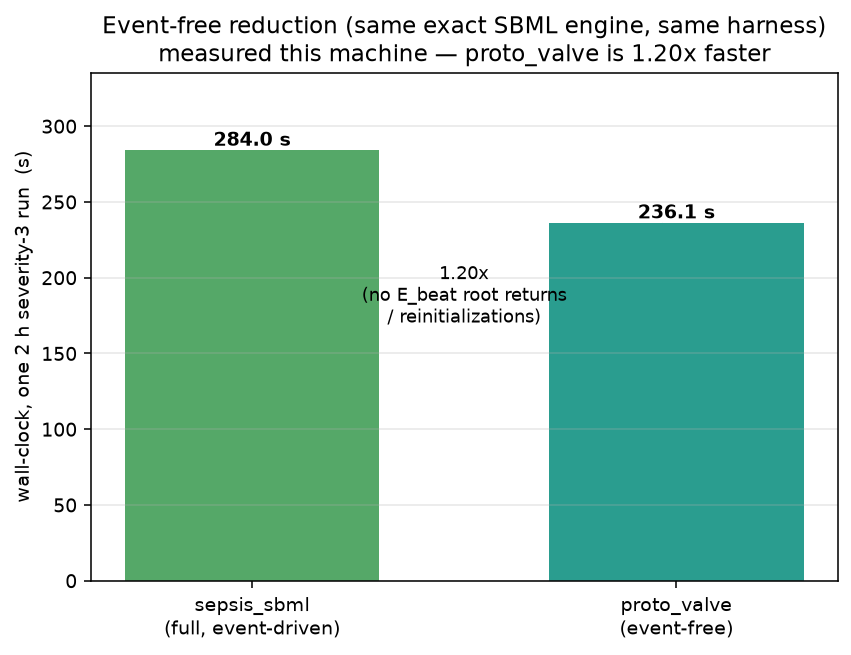 Event-free reduction (same exact SBML engine, same harness)
measured this machine — proto_valve is 1.20x faster
wall-clock, one 2 h severity-3 run  (s)
300
250
200
150
100
50
0
284.0 s
236.1 s
1.20x
(no E_beat root returns
/ reinitializations)
sepsis_sbml
(full, event-driven)
proto_valve
(event-free)